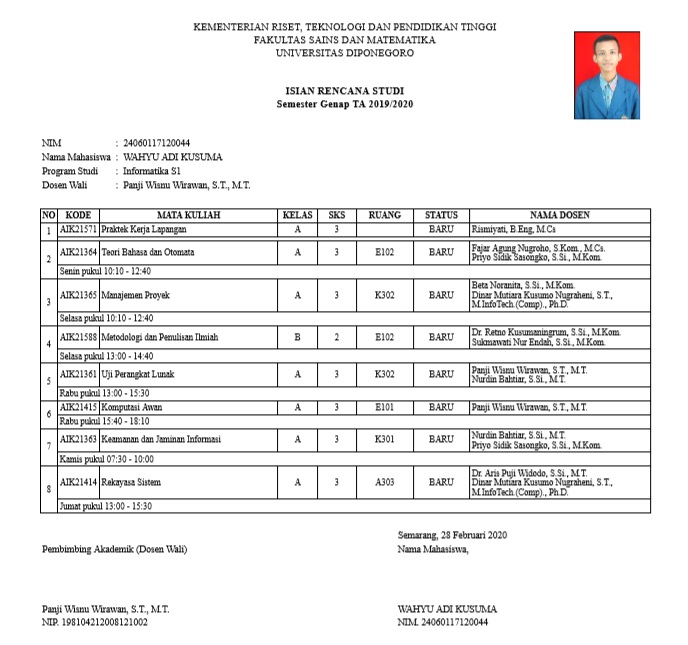 KEMENTERIAN RISET, TEKNOLOGI DAN PENDIDIKAN TINGGI
FAKULTAS SAINS DAN MATEMATIKA
UNIVERSITAS DIPONEGORO
ISIAN RENCANA STUDI
Semester Genap TA 2019/2020
NIM : 24060117120044
Nama Mahasiswa : WAHYU ADI KUSUMA
Program Studi : Informatika S1
Dosen Wali : Panji Wisnu Wirawan, S.T., M.T.
NO KODE MATA KULIAH KELAS SKS RUANG STATUS NAMA DOSEN
1 AIK21571 Praktek Kerja Lapangan A 3 BARU Rismiyati, B.Eng, M.Cs
2 AIK21364 Teori Bahasa dan Otomata A 3 E102 BARU Fajar Agung Nugroho, S.Kom., M.Cs.
Priyo Sidik Sasongko, S.Si., M.Kom.
Senin pukul 10:10 - 12:40
3 AIK21365 Manajemen Proyek A 3 K302 BARU Beta Noranita, S.Si., M.Kom.
Dinar Mutiara Kusumo Nugraheni, S.T.,
M.InfoTech.(Comp)., Ph.D.
Selasa pukul 10:10 - 12:40
4 AIK21588 Metodologi dan Penulisan Ilmiah B 2 E102 BARU Dr. Retno Kusumaningrum, S.Si., M.Kom.
Sukmawati Nur Endah, S.Si., M.Kom.
Selasa pukul 13:00 - 14:40
5 AIK21361 Uji Perangkat Lunak A 3 K302 BARU Panji Wisnu Wirawan, S.T., M.T.
Nurdin Bahtiar, S.Si., M.T.
Rabu pukul 13:00 - 15:30
6 AIK21415 Komputasi Awan A 3 E101 BARU Panji Wisnu Wirawan, S.T., M.T.
Rabu pukul 15:40 - 18:10
7 AIK21363 Keamanan dan Jaminan Informasi A 3 K301 BARU Nurdin Bahtiar, S.Si., M.T.
Priyo Sidik Sasongko, S.Si., M.Kom.
Kamis pukul 07:30 - 10:00
8 AIK21414 Rekayasa Sistem A 3 A303 BARU Dr. Aris Puji Widodo, S.Si., M.T.
Dinar Mutiara Kusumo Nugraheni, S.T.,
M.InfoTech.(Comp)., Ph.D.
Jumat pukul 13:00 - 15:30
Semarang, 28 Februari 2020
Pembimbing Akademik (Dosen Wali) Nama Mahasiswa,
Panji Wisnu Wirawan, S.T., M.T. WAHYU ADI KUSUMA
NIP. 198104212008121002 NIM. 24060117120044